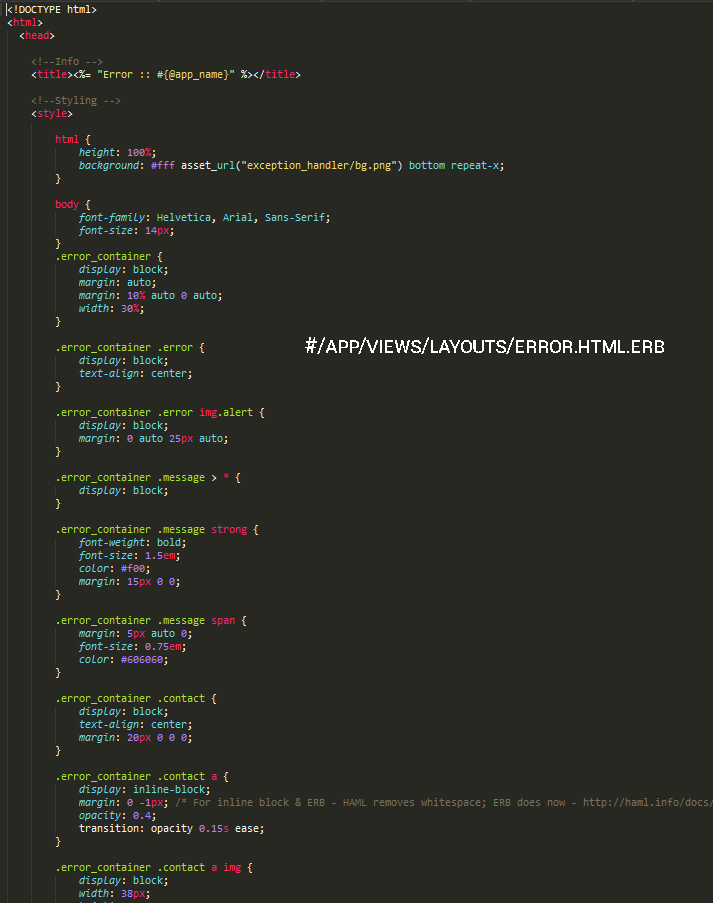 <!DOCTYPE html>
<html>
  <head>

    <!--Info -->
    <title><%= "Error :: #{@app_name}" %></title>

    <!--Styling -->
    <style>

        html {
            height: 100%;
            background: #fff asset_url("exception_handler/bg.png") bottom repeat-x;
        }

        body {
            font-family: Helvetica, Arial, Sans-Serif;
            font-size: 14px;
        }
        .error_container {
            display: block;
            margin: auto;
            margin: 10% auto 0 auto;
            width: 30%;
        }

        .error_container .error {
#/APP/VIEWS/LAYOUTS/ERROR.HTML.ERB
            display: block;
            text-align: center;
        }

        .error_container .error img.alert {
            display: block;
            margin: 0 auto 25px auto;
        }

        .error_container .message > * {
            display: block;
        }

        .error_container .message strong {
            font-weight: bold;
            font-size: 1.5em;
            color: #f00;
            margin: 15px 0 0;
        }

        .error_container .message span {
            margin: 5px auto 0;
            font-size: 0.75em;
            color: #606060;
        }

        .error_container .contact {
            display: block;
            text-align: center;
            margin: 20px 0 0 0;
        }

        .error_container .contact a {
            display: inline-block;
            margin: 0 -1px; /* For inline block & ERB - HAML removes whitespace; ERB does now - http://haml.info/docs/
            opacity: 0.4;
            transition: opacity 0.15s ease;
        }

        .error_container .contact a img {
            display: block;
            width: 38px;